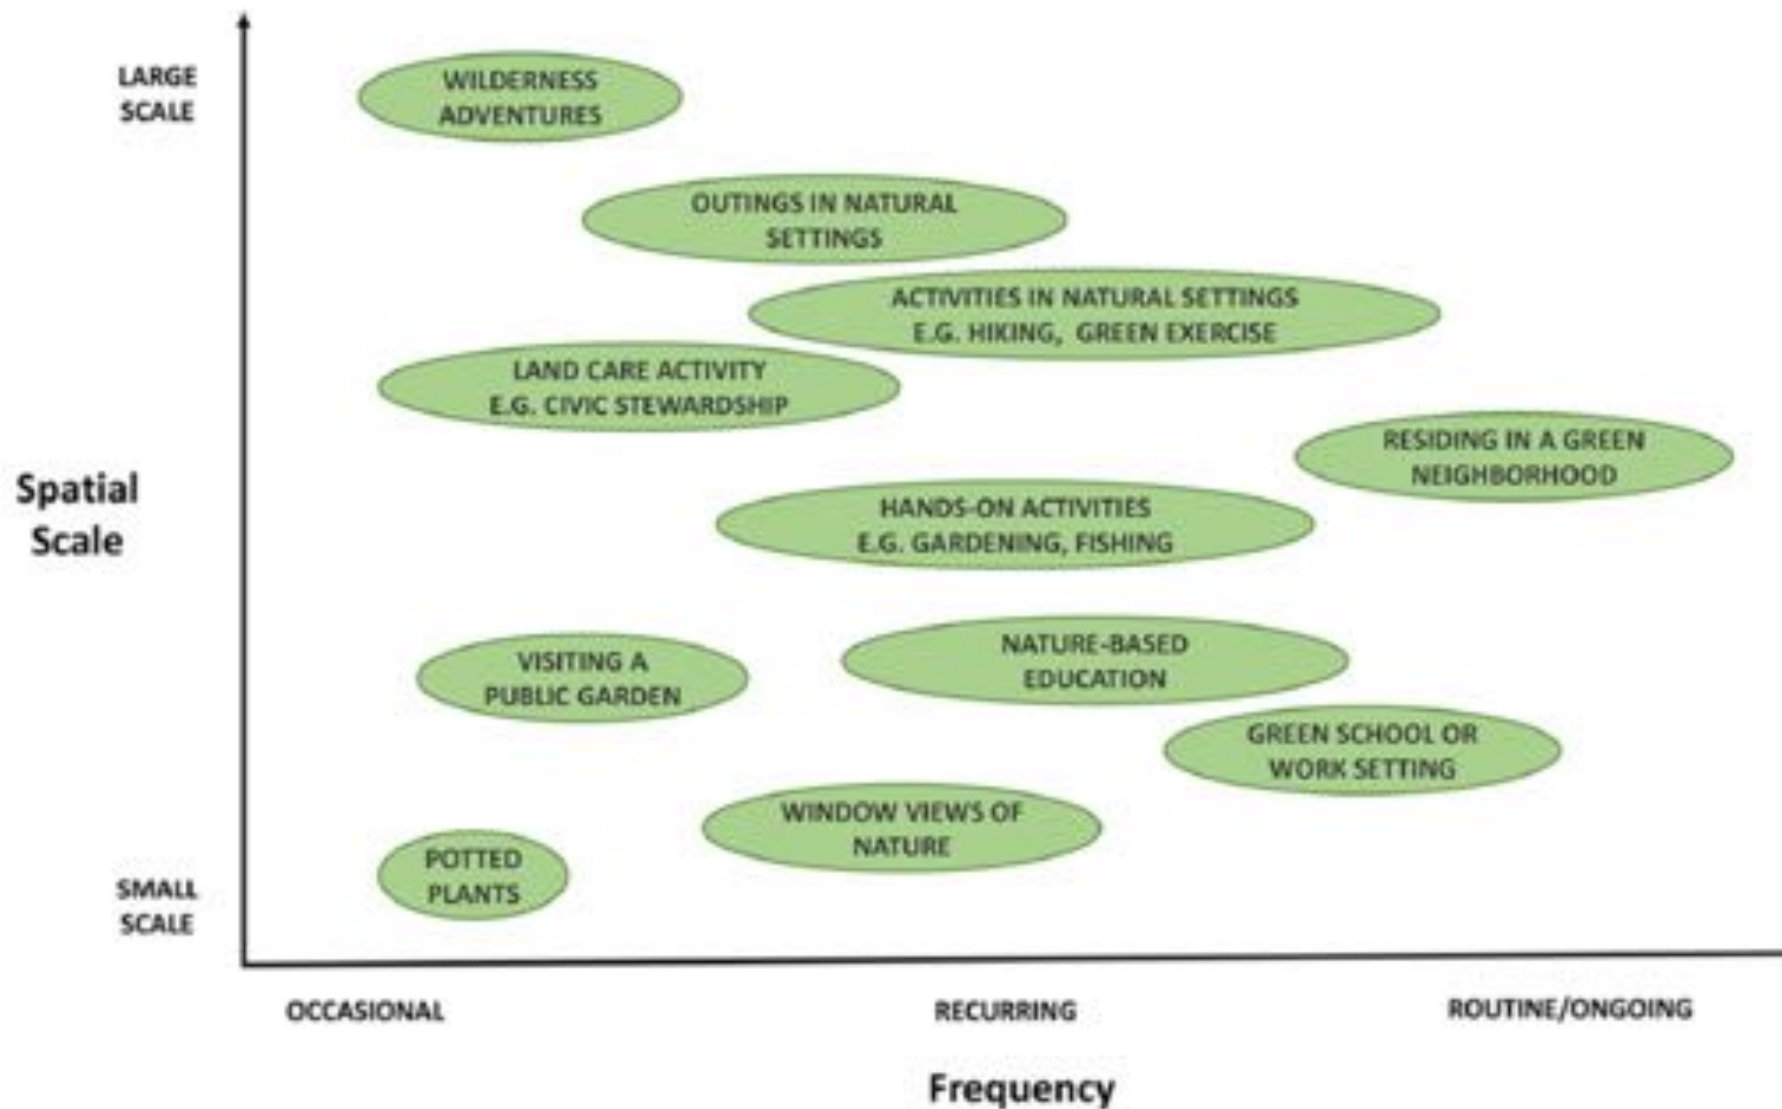 LARGE
SCALE
WILDERNESS
ADVENTURES
OUTINGS IN NATURAL
SETTINGS
ACTIVITIES IN NATURAL SETTINGS
E.G. HIKING, GREEN EXERCISE
LAND CARE ACTIVITY
E.G. CIVIC STEWARDSHIP
RESIDING IN A GREEN
NEIGHBORHOOD
Spatial
Scale
HANDS-ON ACTIVITIES
E.G. GARDENING, FISHING
VISITING A
PUBLIC GARDEN
NATURE-BASED
EDUCATION
GREEN SCHOOL OR
WORK SETTING
WINDOW VIEWS OF
NATURE
POTTED
PLANTS
SMALL
SCALE
OCCASIONAL
RECURRING
ROUTINE/ONGOING
Frequency